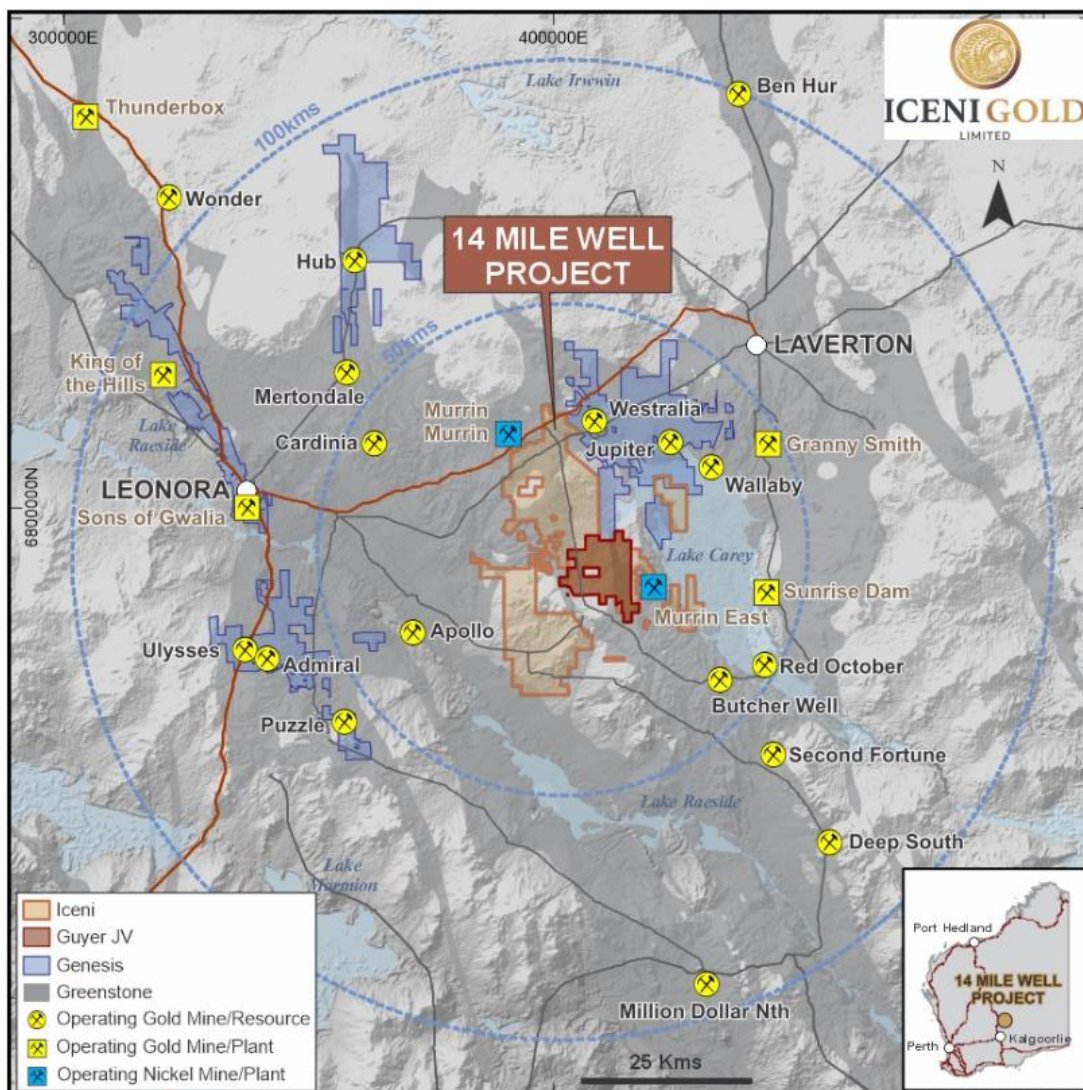 300000E
400000E
ICENI GOLD
LIMITED
Lake Irwwin
Ben Hur
Thunderbox
100kms
N
Wonder
14 MILE WELL
PROJECT
Hub
50kms
LAVERTON
King of
the Hills
Mertondale
Murrin
Murrin
Westralia
Cardinia
Jupiter
Granny Smith
Lake
Raeside
Wallaby
LEONORA
Sons of Gwalia
6800000N
Lake Carey
Sunrise Dam
Murrin East
Ulysses
Admiral
Apollo
Red October
Butcher Well
Puzzle
Second Fortune
Lake Raeside
Deep South
Lake
Marmion
Million Dollar Nth
25 Kms
Iceni
Guyer JV
Genesis
Greenstone
Operating Gold Mine/Resource
Operating Gold Mine/Plant
Operating Nickel Mine/Plant
Port Hedland
14 MILE WELL
PROJECT
Kalgoorlie
Perth